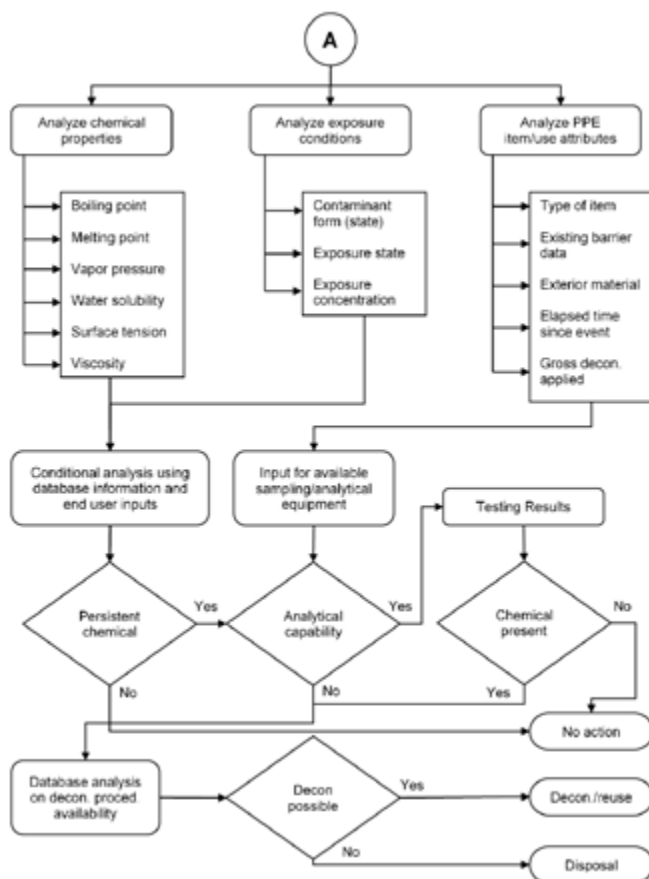 A
Analyze chemical
properties
Analyze exposure
conditions
Analyze PPE
item/use attributes
Boiling point
Melting point
Vapor pressure
Water solubility
Surface tension
Viscosity
Contaminant
form (state)
Exposure state
Exposure
concentration
Type of item
Existing barrier
data
Exterior material
Elapsed time
since event
Gross decon.
applied
Conditional analysis using
database information and
end user inputs
Input for available
sampling/analytical
equipment
Testing Results
Persistent
chemical
Yes
Analytical
capability
Yes
Chemical
present
No
No
No
Yes
No action
Database analysis
on decon. proced.
availability
Decon
possible
Yes
Decon./reuse
No
Disposal